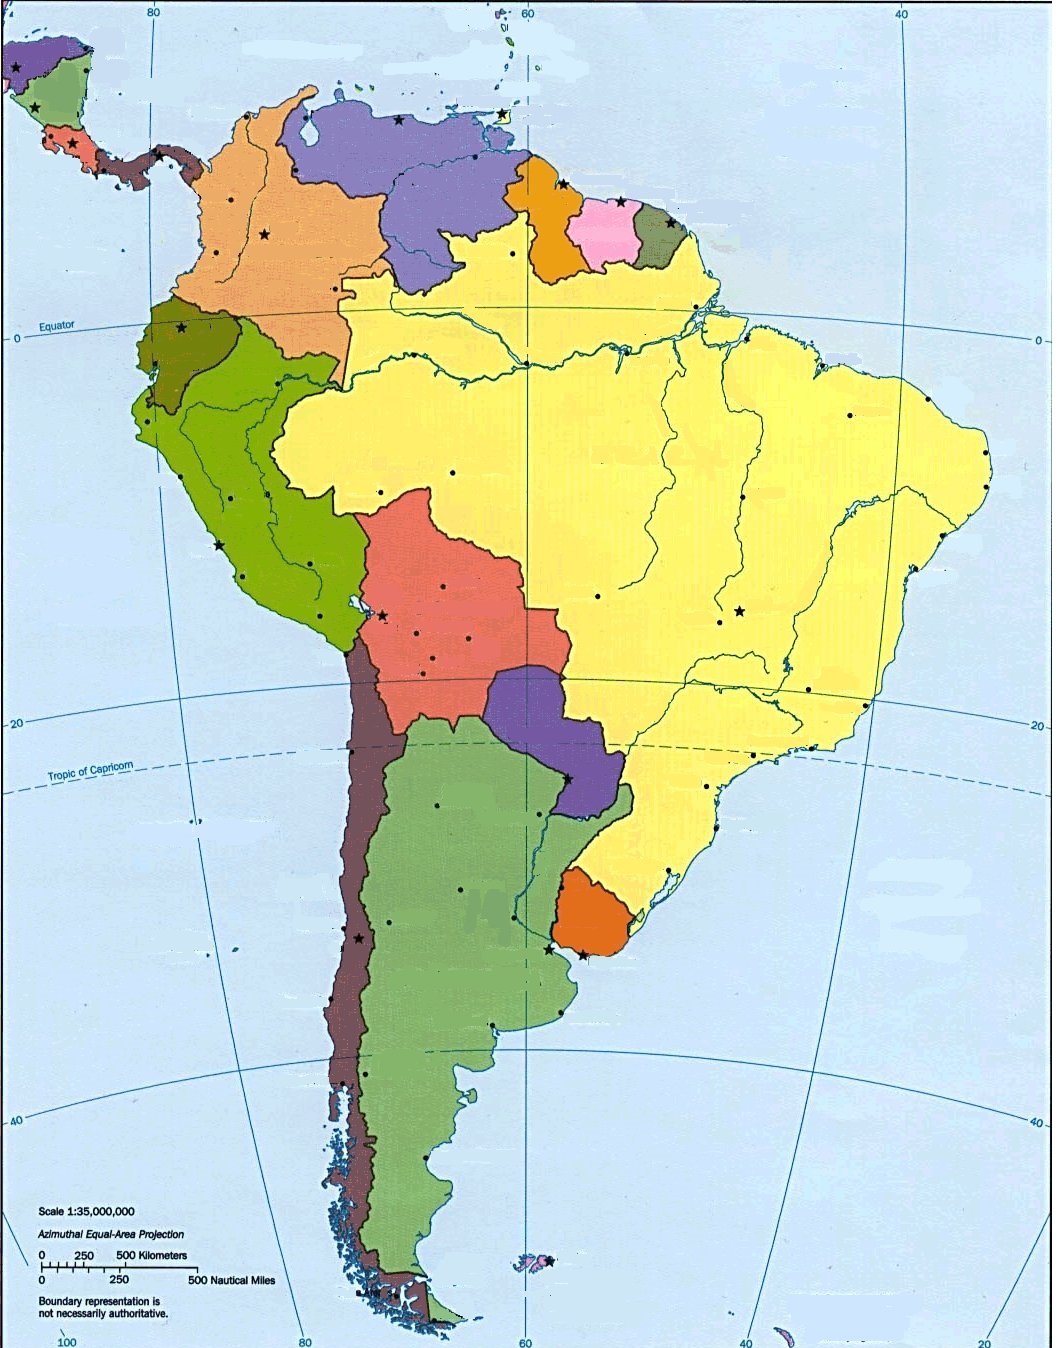 80
60
40
Equator
0
0
20
20
Tropic of Capricorn
40
40
Scale 1:35,000,000
Azimuthal Equal-Area Projection
0 250 500 Kilometers
0 250 500 Nautical Miles
Boundary representation is
not necessarily authoritative.
100
80
60
40
20